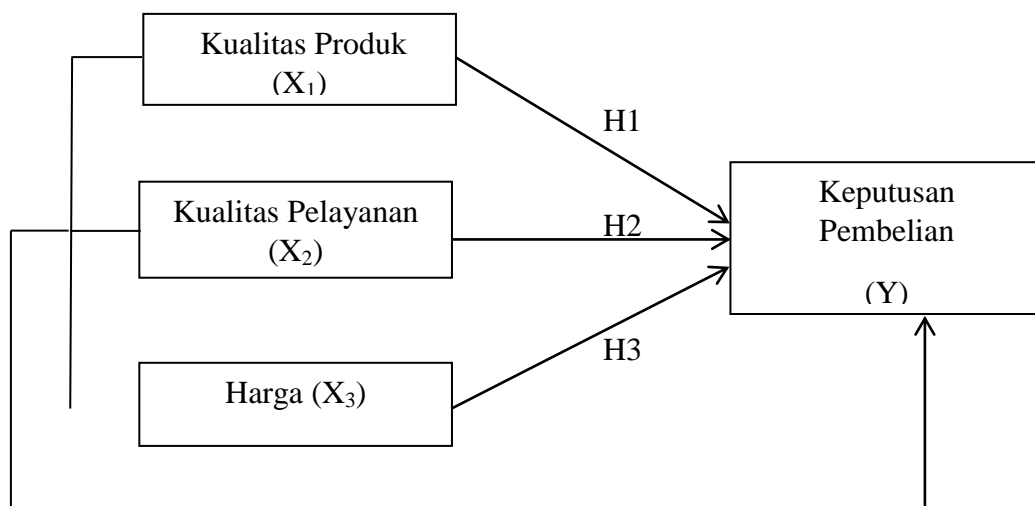 Kualitas Produk
(X₁)
H1
Keputusan
Pembelian
(Y)
Kualitas Pelayanan
(X₂)
H2
H3
Harga (X₃)